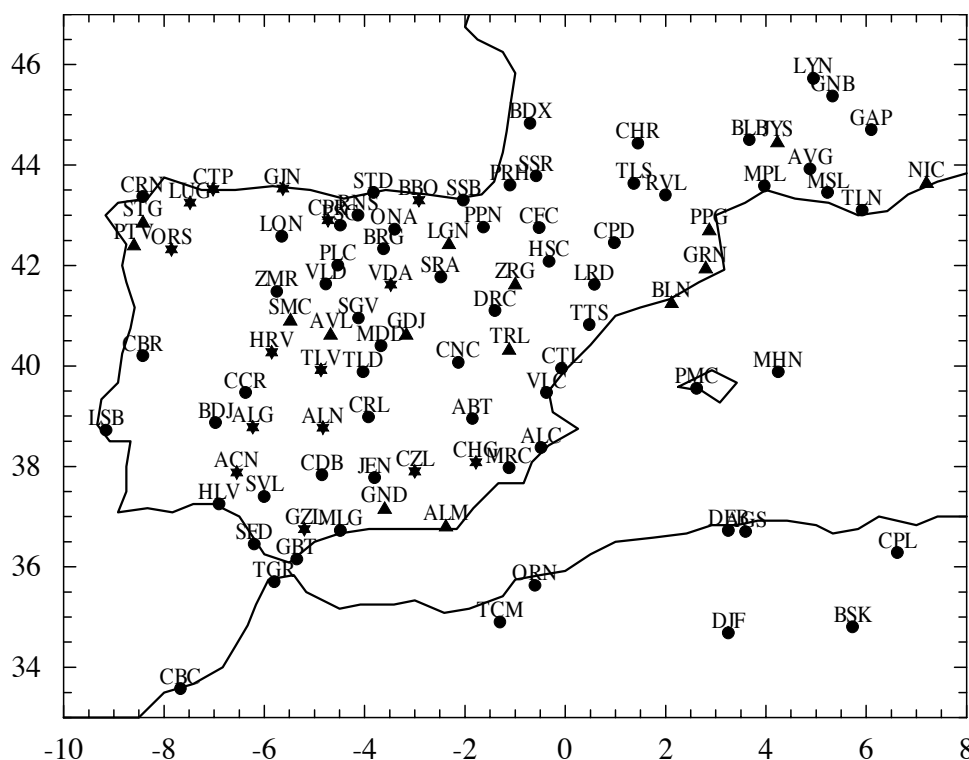 46
44
42
40
38
36
34
-10 -8 -6 -4 -2 0 2 4 6 8
LYN
GNB
BDX
GAP
CHR
BLB
JYS
AVG
SSR
TLS
PRH
MPL
NIC
MSL
RVL
TLN
CRN
LUG
CTP
GJN
STD
BBO
SSB
STG
RNS
PTV
ORS
LON
ONA
PPN
CFC
PPG
BRG
LGN
CPD
HSC
GRN
PLC
ZMR
VLD
VDA
SRA
ZRG
LRD
BLN
SMC
AVL
SGV
GDJ
DRC
TTS
MDD
CBR
HRV
TLV
TLD
CNC
TRL
CTL
MHN
CCR
VLC
PMC
LSB
BDJ
ALG
ALN
CRL
ABT
ALC
ACN
CDB
JEN
CZL
CHG
MRC
HLV
SVL
GND
GZL
MLG
ALM
SFD
GBT
AGS
CPL
TGR
ORN
TCM
DJF
BSK
CBC